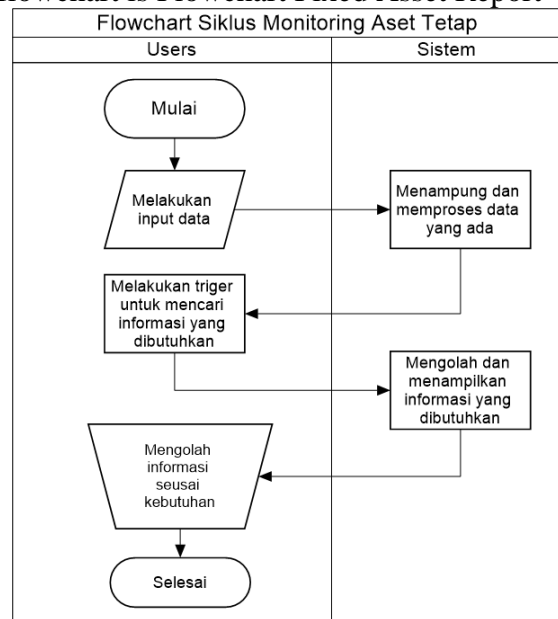 flowchart is Flowchart Fixed Asset Report
Flowchart Siklus Monitoring Aset Tetap
Users
Sistem
Mulai
Melakukan
input data
Menampung dan
memproses data
yang ada
Melakukan triger
untuk mencari
informasi yang
dibutuhkan
Mengolah dan
menampilkan
informasi yang
dibutuhkan
Mengolah
informasi
seusai
kebutuhan
Selesai